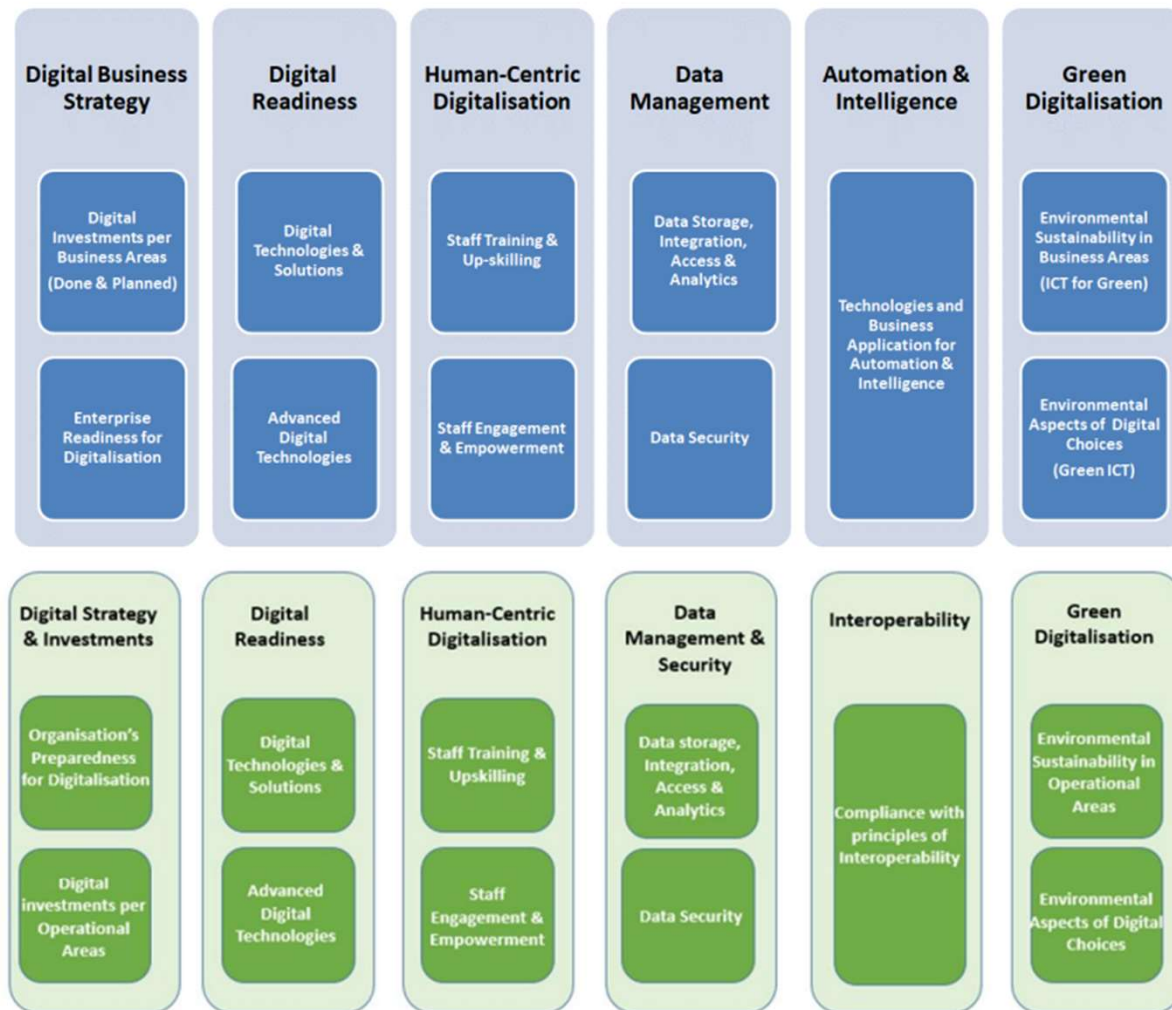 Digital Business
Strategy
Digital
Investments per
Business Areas
(Done & Planned)
Enterprise
Readiness for
Digitalisation
Digital
Readiness
Digital
Technologies &
Solutions
Advanced
Digital
Technologies
Human-Centric
Digitalisation
Staff Training &
Up-skilling
Staff Engagement
& Empowerment
Data
Management
Data Storage,
Integration,
Access &
Analytics
Data Security
Automation &
Intelligence
Technologies and
Business
Application for
Automation &
Intelligence
Green
Digitalisation
Environmental
Sustainability in
Business Areas
(ICT for Green)
Environmental
Aspects of Digital
Choices
(Green ICT)
Digital Strategy
& Investments
Organisation's
Preparedness
for Digitalisation
Digital
investments per
Operational
Areas
Digital
Readiness
Digital
Technologies &
Solutions
Advanced
Digital
Technologies
Human-Centric
Digitalisation
Staff Training &
Upskilling
Staff
Engagement &
Empowerment
Data
Management &
Security
Data storage,
Integration,
Access &
Analytics
Data Security
Interoperability
Compliance with
principles of
Interoperability
Green
Digitalisation
Environmental
Sustainability in
Operational
Areas
Environmental
Aspects of Digital
Choices